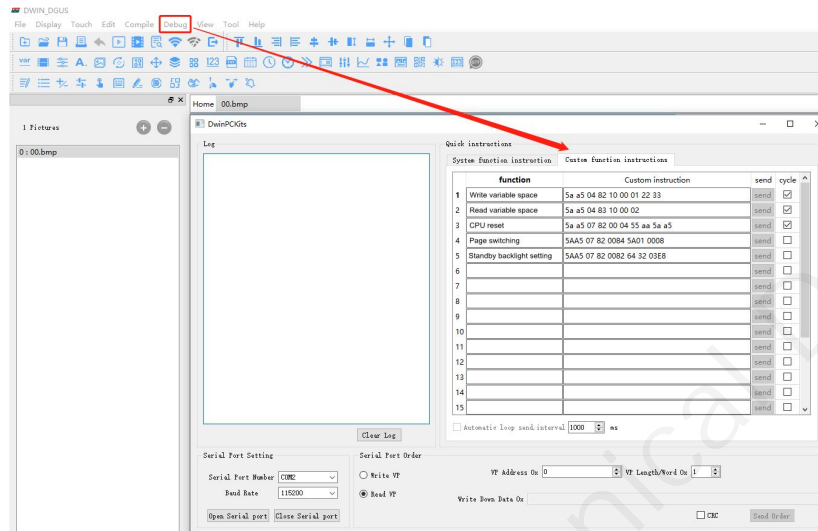 DWIN_DGUS
File Display Touch Edit Compile Debug View Tool Help
Home 00.bmp
1 Pictures
0 : 00.bmp
DwinPCKits
Log
Quick instructions
System function instruction Custom function instructions
function Custom instruction send cycle
1 Write variable space 5a a5 04 82 10 00 01 22 33 send
2 Read variable space 5a a5 04 83 10 00 02 send
3 CPU reset 5a a5 07 82 00 04 55 aa 5a a5 send
4 Page switching 5AA5 07 82 0084 5A01 0008 send
5 Standby backlight setting 5AA5 07 82 0082 64 32 03E8 send
6 send
7 send
8 send
9 send
10 send
11 send
12 send
13 send
14 send
15 send
Automatic loop send interval 1000 ms
Clear Log
Serial Port Setting
Serial Port Number COM2
Baud Rate 115200
Open Serial port Close Serial port
Serial Port Order
Write VP
Read VP
VP Address 0x 0 VP Length/Word 0x 1
Write Down Data 0x
CRC Send Order